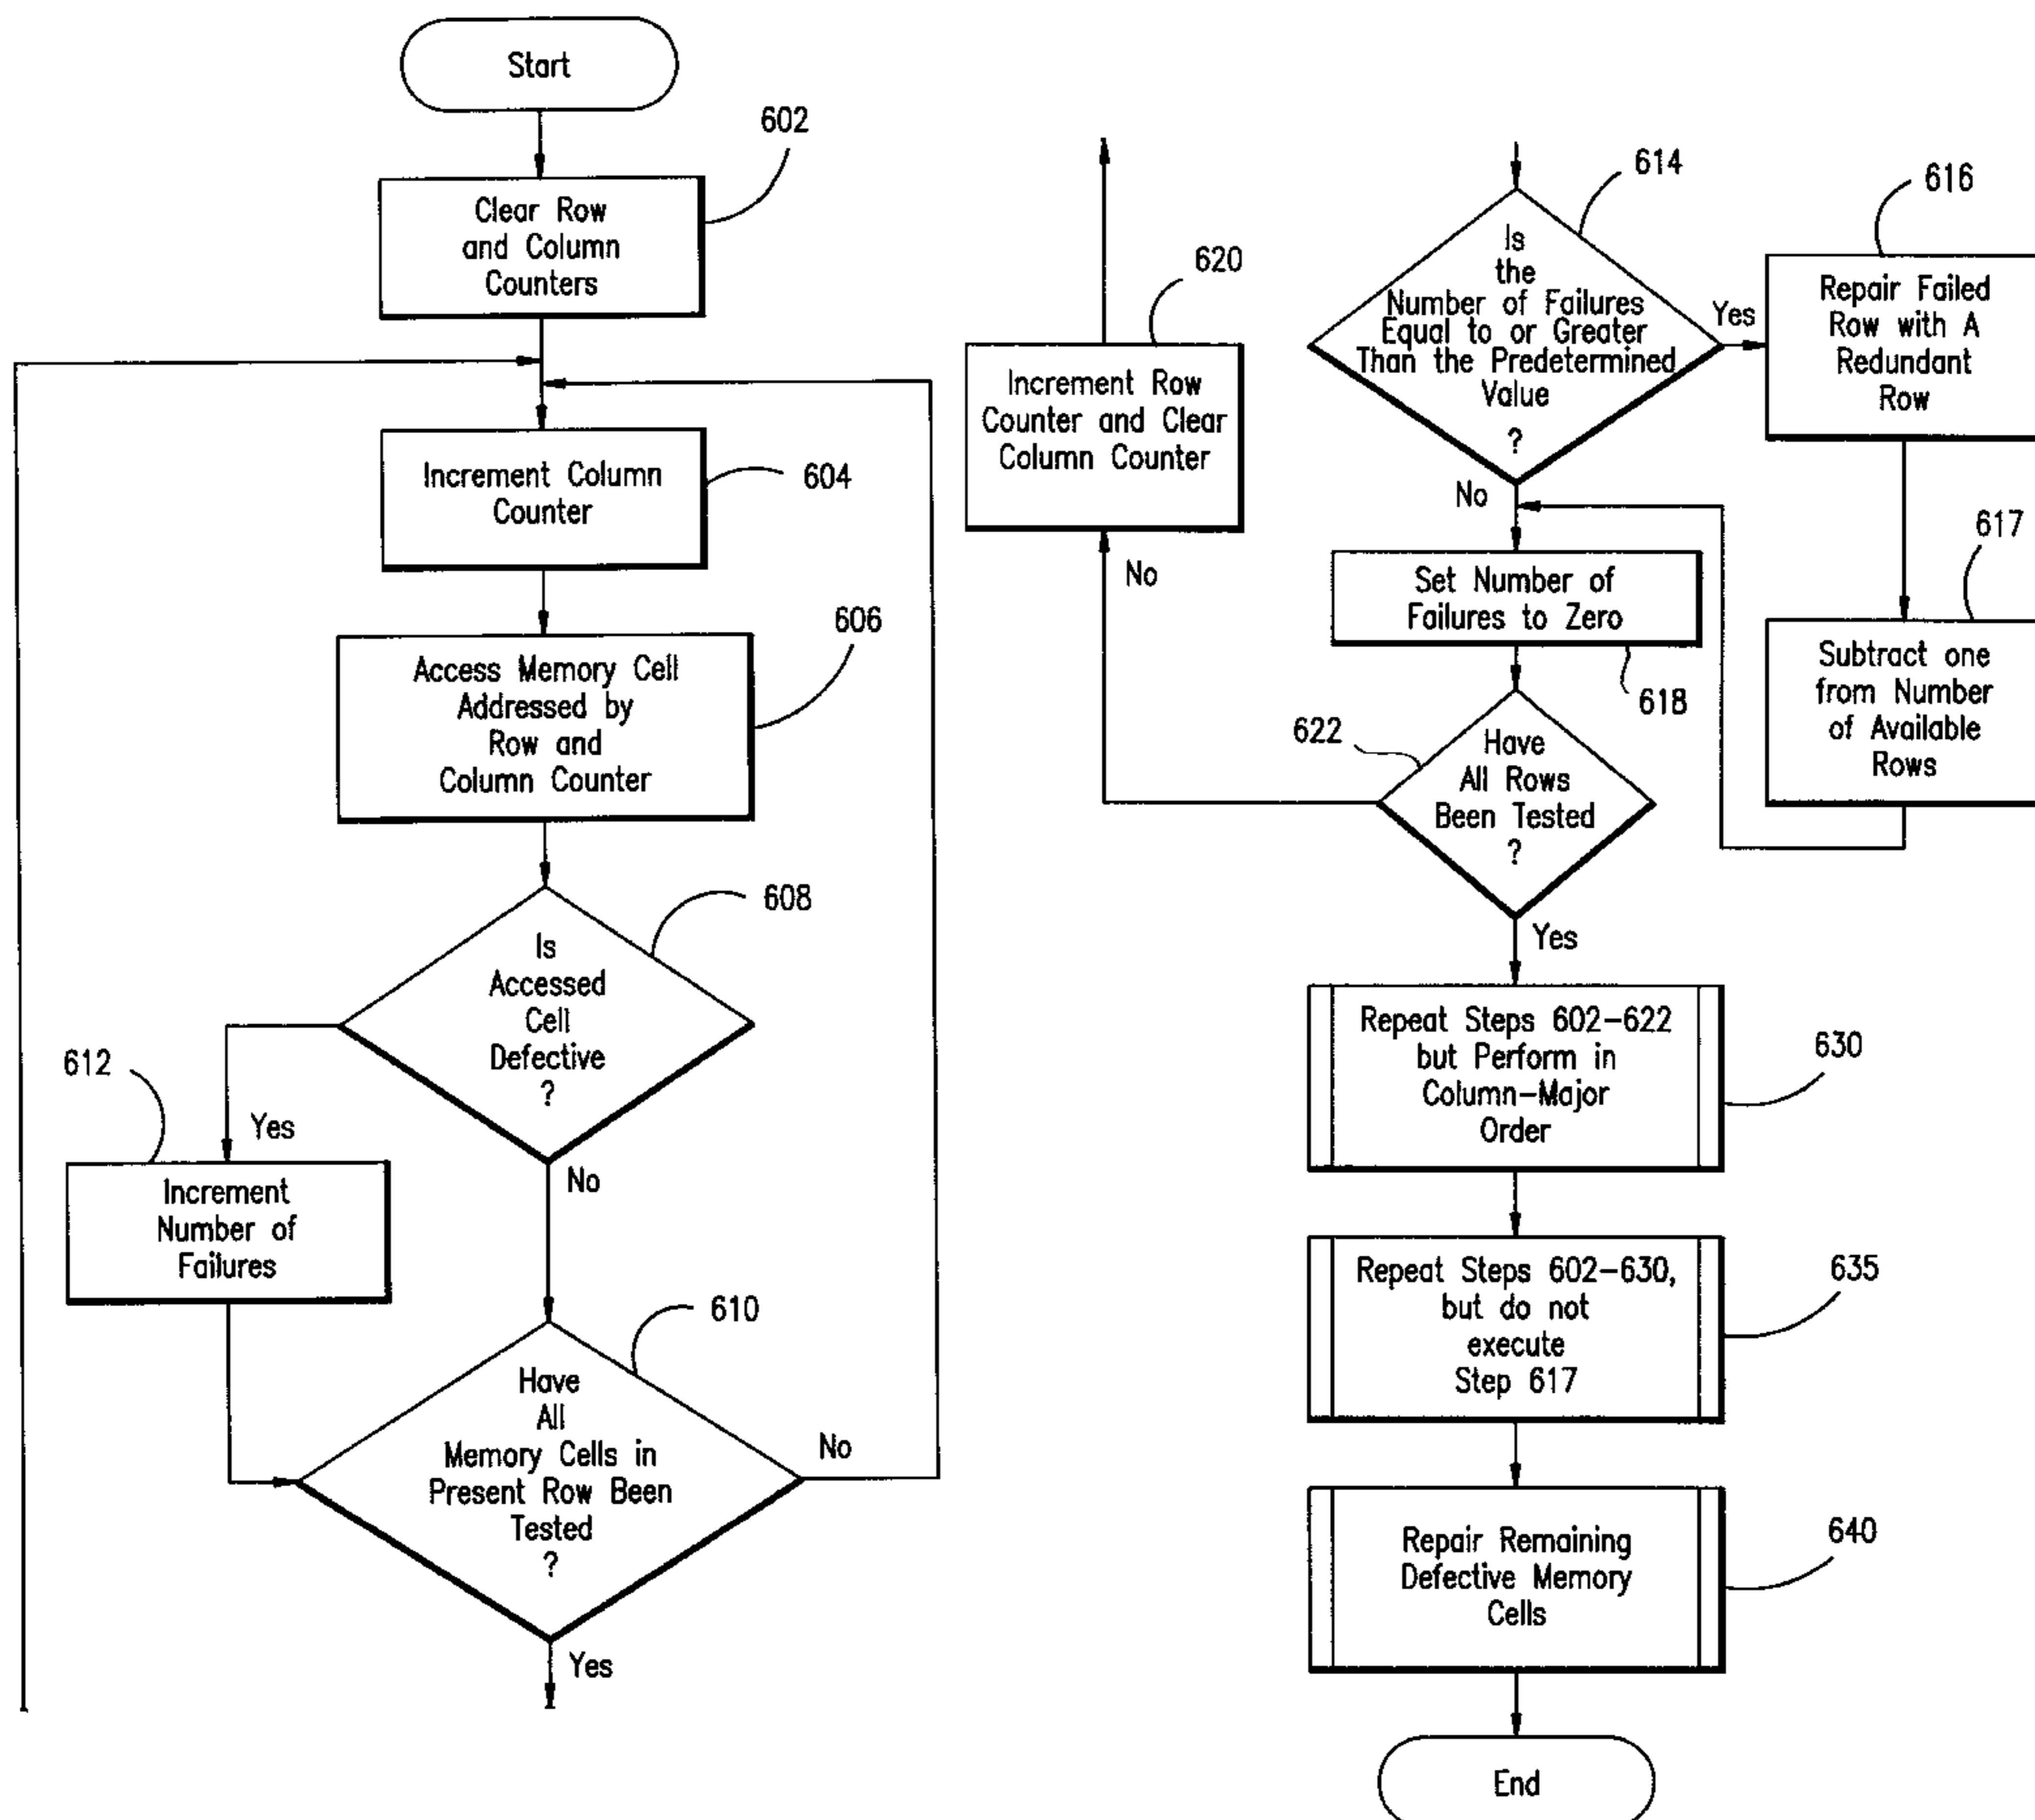 Start
602
Clear Row
and Column
Counters
Increment Column
Counter
604
606
Access Memory Cell
Addressed by
Row and
Column Counter
608
Is
Accessed
Cell
Defective
?
Yes
No
612
Increment
Number of
Failures
610
Have
All
Memory Cells in
Present Row Been
Tested
?
No
Yes
614
Is
the
Number of Failures
Equal to or Greater
Than the Predetermined
Value
?
Yes
No
616
Repair Failed
Row with A
Redundant
Row
617
Subtract one
from Number
of Available
Rows
Set Number of
Failures to Zero
618
620
Increment Row
Counter and Clear
Column Counter
No
622
Have
All Rows
Been Tested
?
Yes
Repeat Steps 602-622
but Perform in
Column-Major
Order
630
Repeat Steps 602-630,
but do not
execute
Step 617
635
Repair Remaining
Defective Memory
Cells
640
End